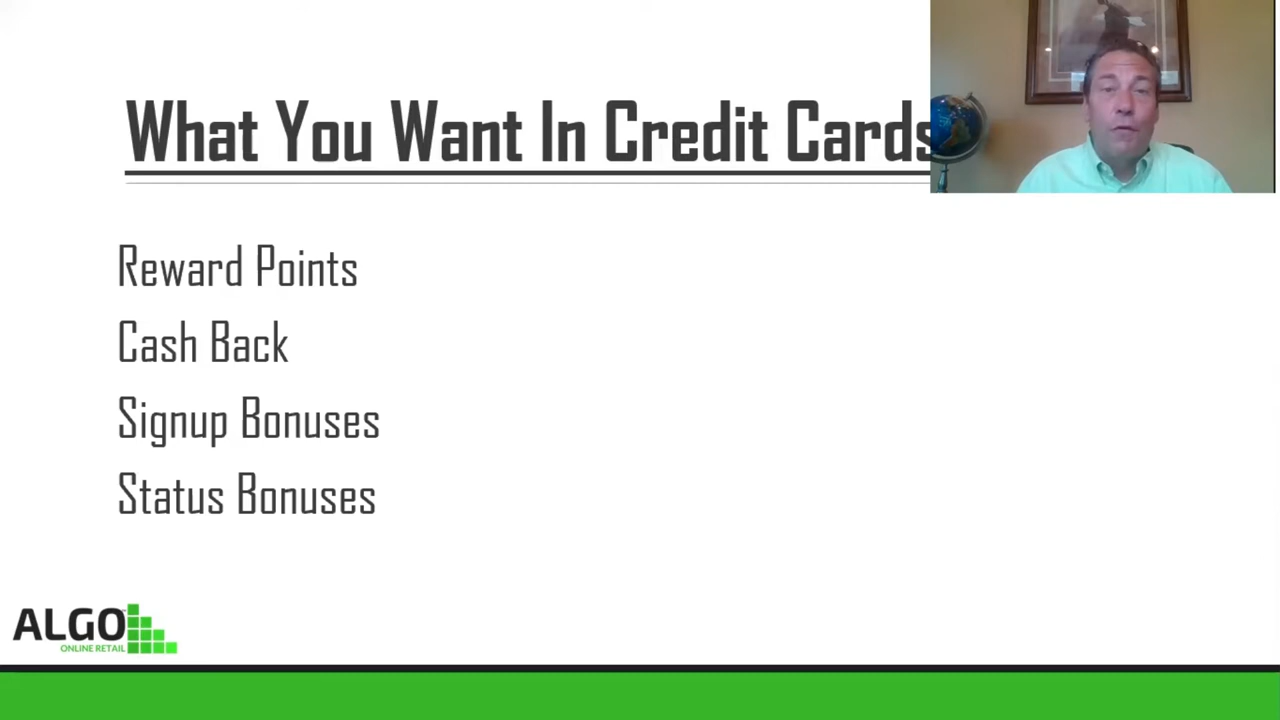 What You Want In Credit Cards
Reward Points
Cash Back
Signup Bonuses
Status Bonuses
ALGO
ONLINE RETAIL